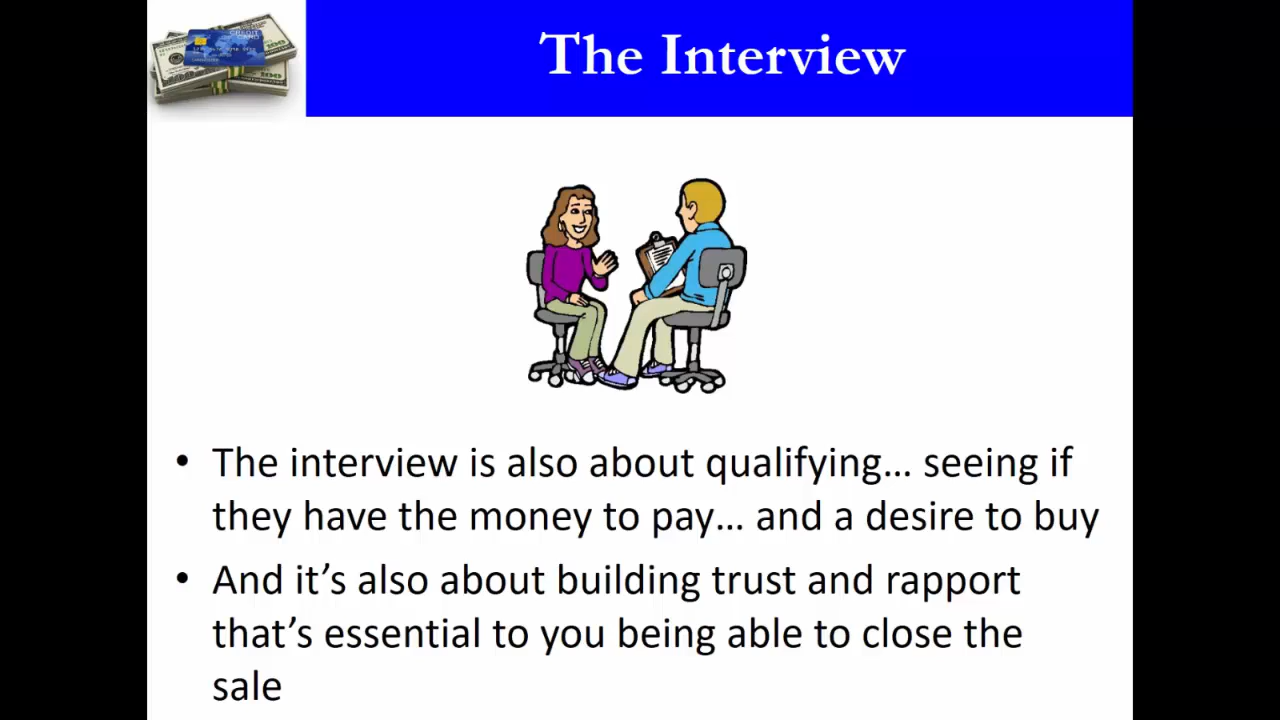 The Interview
• The interview is also about qualifying… seeing if
they have the money to pay… and a desire to buy
• And it’s also about building trust and rapport
that’s essential to you being able to close the
sale